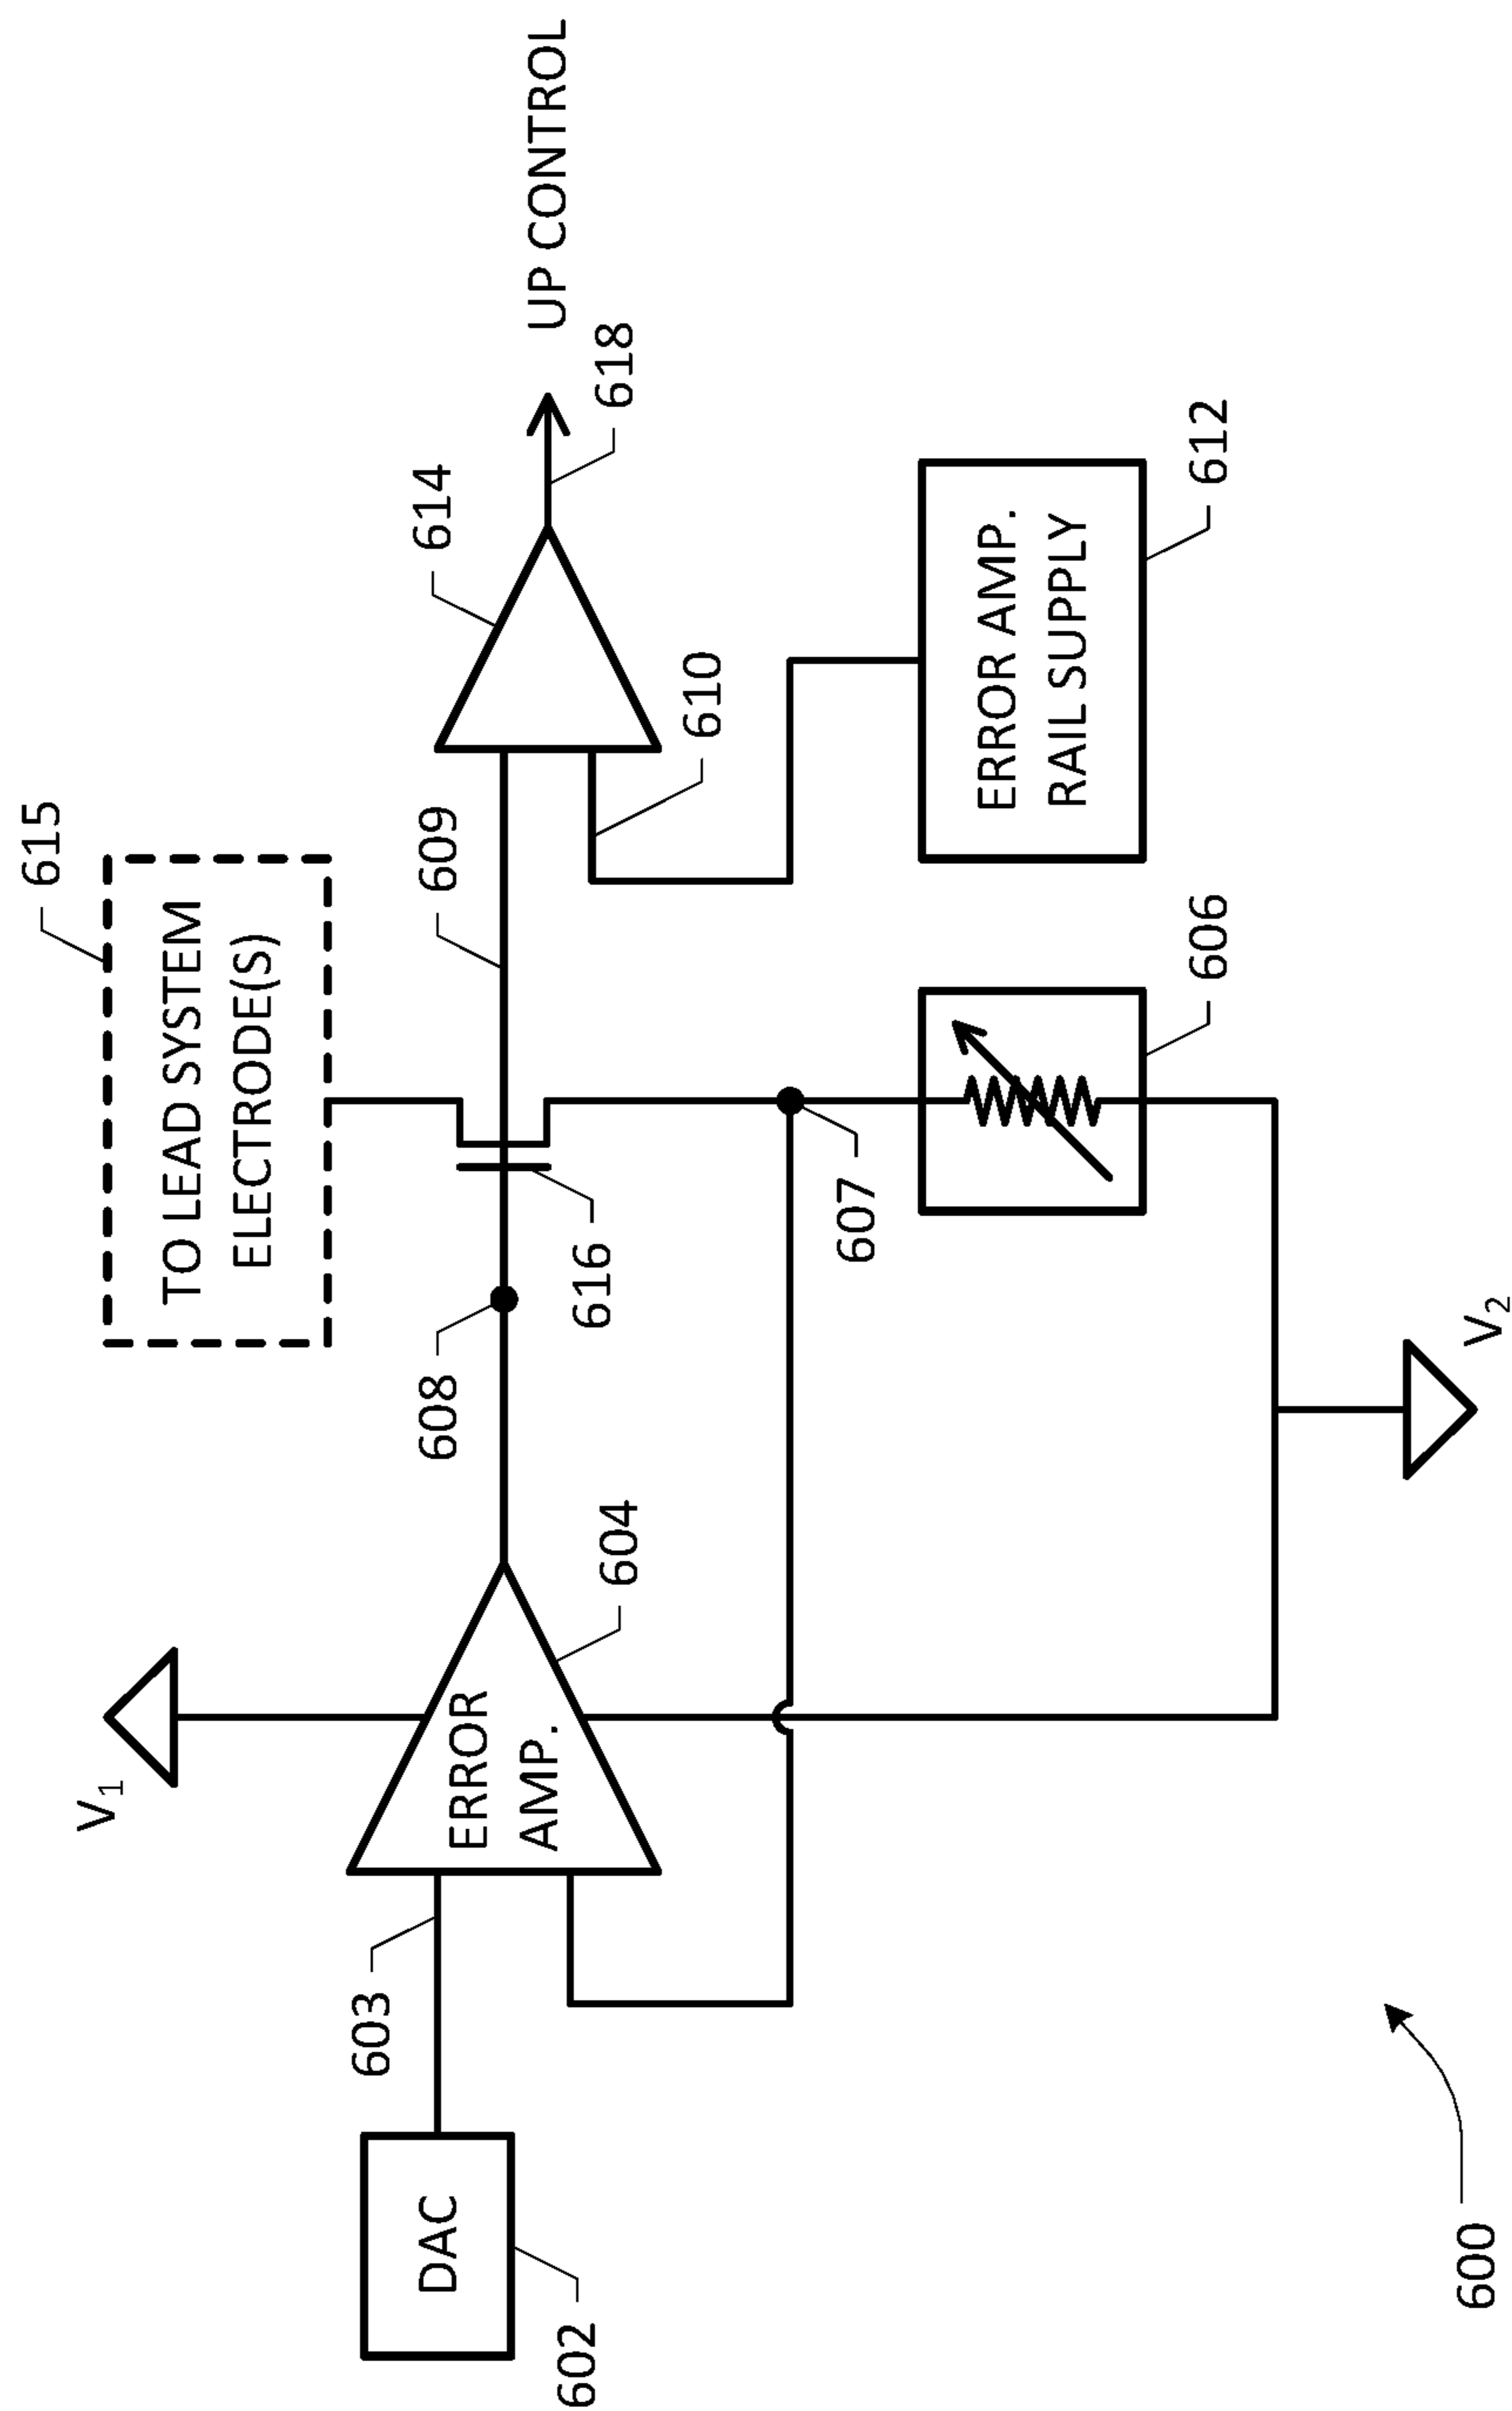 615
TO LEAD SYSTEM
ELECTRODE(S)
V1
614
UP CONTROL
608
609
603
ERROR
AMP.
DAC
618
604
616
610
602
607
ERROR AMP.
RAIL SUPPLY
606
612
V2
600